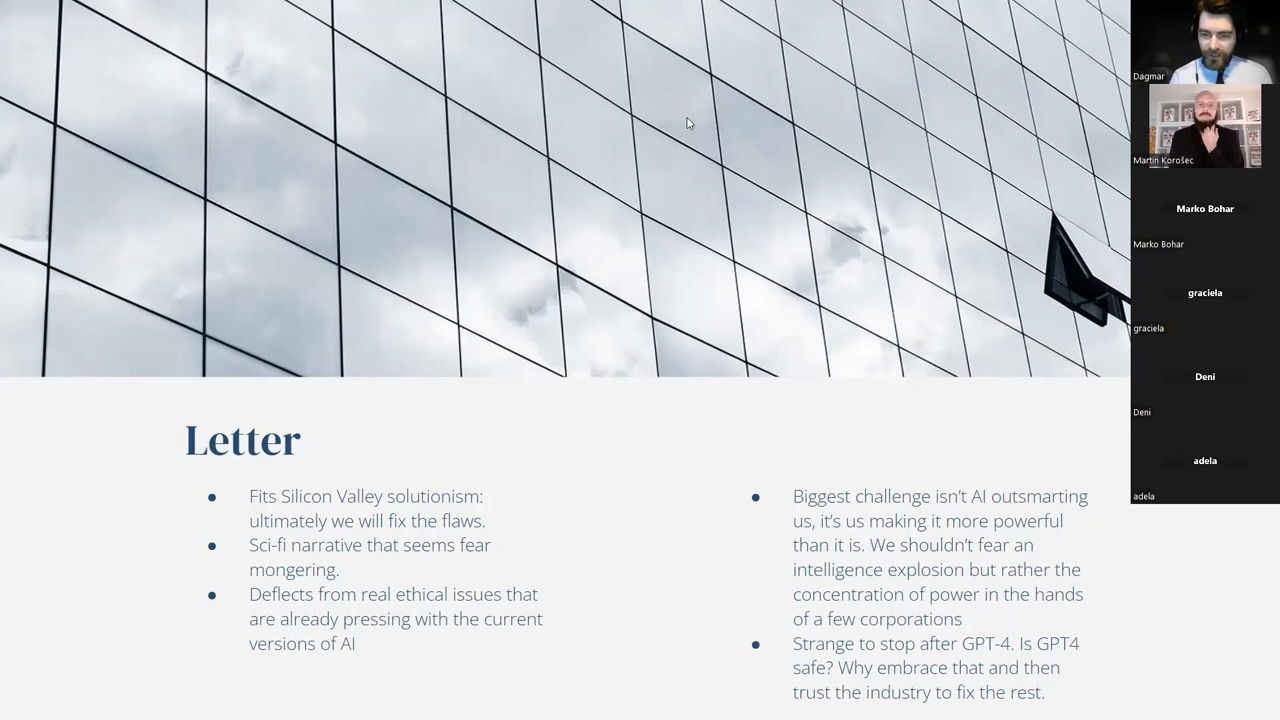 Letter
● Fits Silicon Valley solutionism:
ultimately we will fix the flaws.
● Sci-fi narrative that seems fear
mongering.
● Deflects from real ethical issues that
are already pressing with the current
versions of AI
● Biggest challenge isn't AI outsmarting
us, it's us making it more powerful
than it is. We shouldn't fear an
intelligence explosion but rather the
concentration of power in the hands
of a few corporations
● Strange to stop after GPT-4. Is GPT4
safe? Why embrace that and then
trust the industry to fix the rest.
Dagmar
Martin Korošec
Marko Bohar
Marko Bohar
graciela
graciela
Deni
Deni
adela
adela